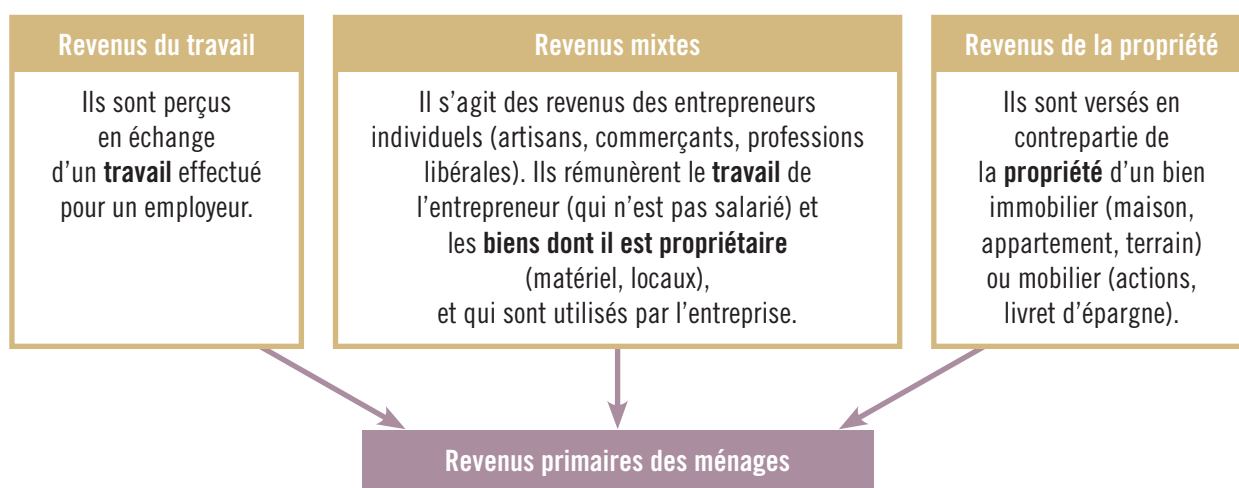 Revenus du travail
Ils sont perçus
en échange
d'un travail effectué
pour un employeur.
Revenus mixtes
Il s'agit des revenus des entrepreneurs
individuels (artisans, commerçants, professions
libérales). Ils rémunèrent le travail de
l'entrepreneur (qui n'est pas salarié) et
les biens dont il est propriétaire
(matériel, locaux),
et qui sont utilisés par l'entreprise.
Revenus de la propriété
Ils sont versés en
contrepartie de
la propriété d'un bien
immobilier (maison,
appartement, terrain)
ou mobilier (actions,
livret d'épargne).
Revenus primaires des ménages